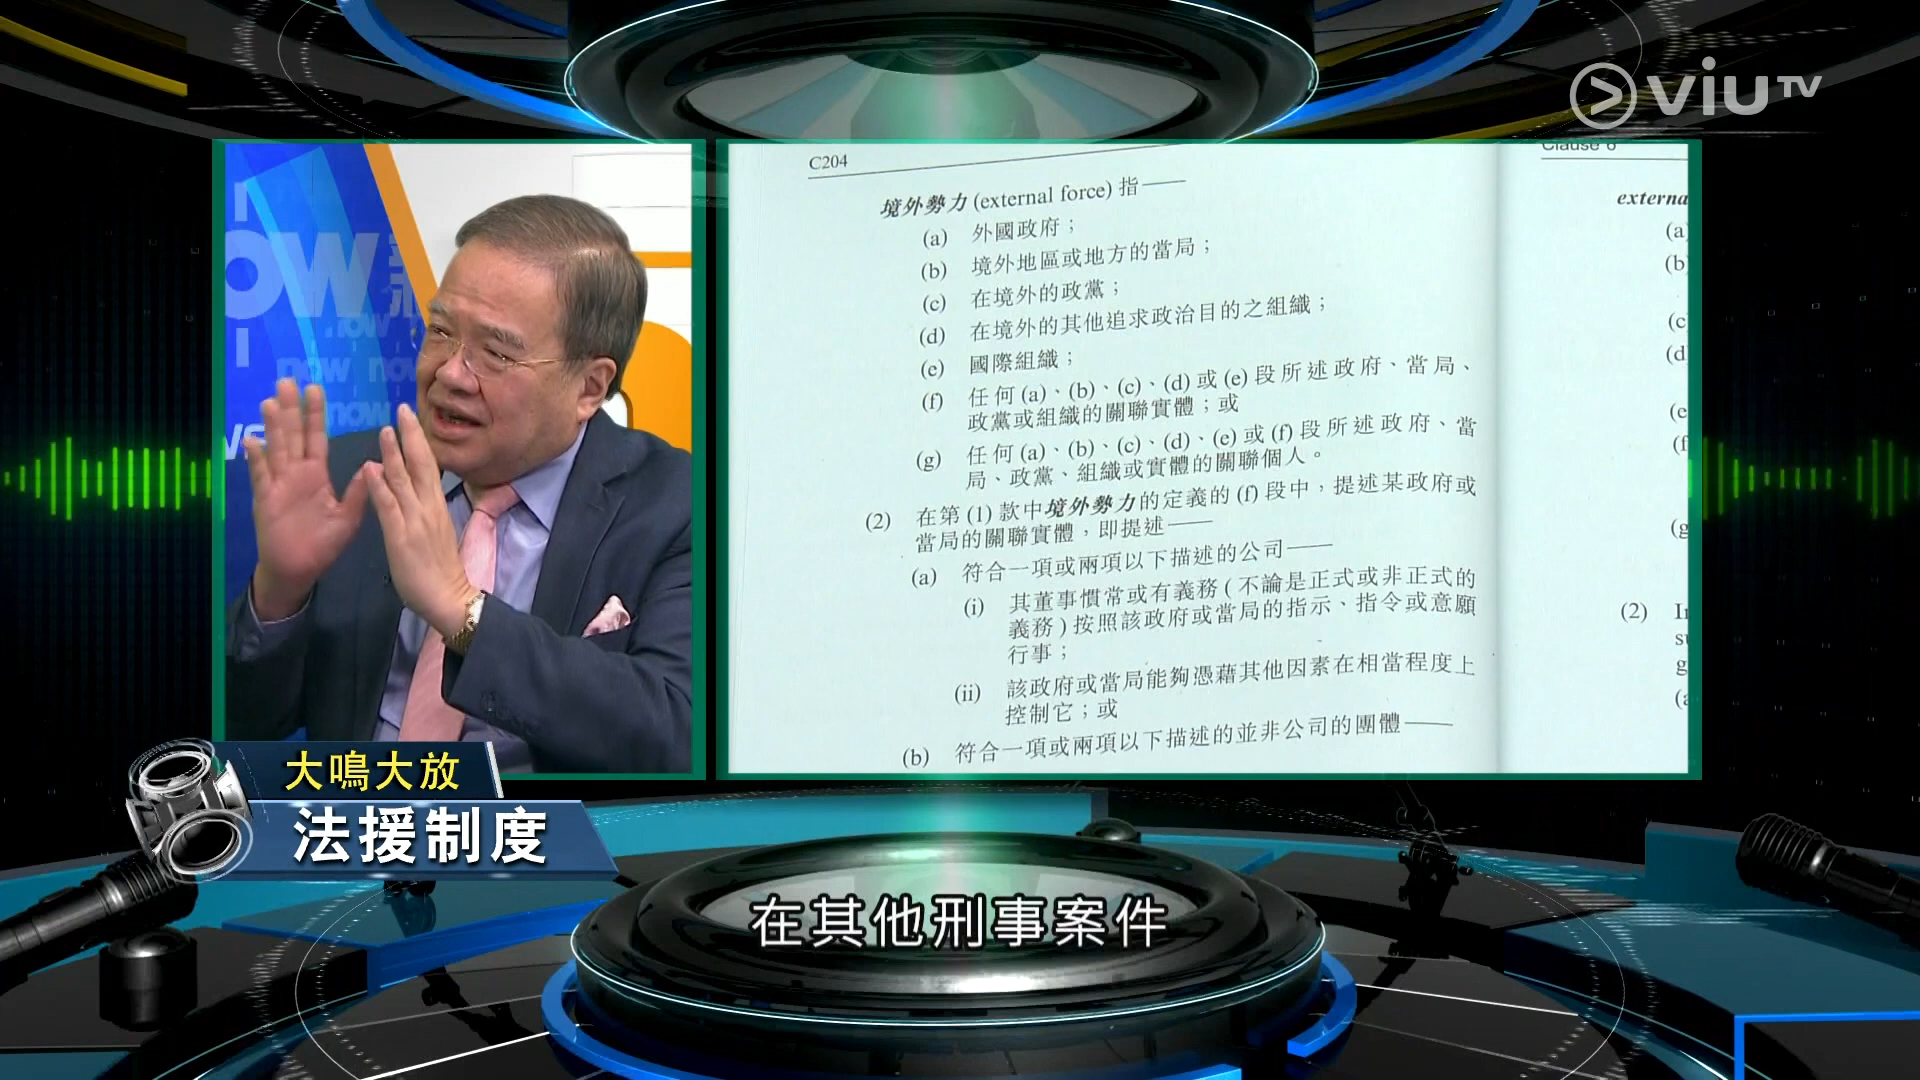 viuTV
now
now now
now
C204
境外勢力 (external force) 指——
(a) 外國政府；
(b) 境外地區或地方的當局；
(c) 在境外的政黨；
(d) 在境外的其他追求政治目的之組織；
(e) 國際組織；
(f) 任何 (a)、(b)、(c)、(d) 或 (e) 段所述政府、當局、
政黨或組織的關聯實體；或
(g) 任何 (a)、(b)、(c)、(d)、(e) 或 (f) 段所述政府、當
局、政黨、組織或實體的關聯個人。
(2) 在第 (1) 款中境外勢力的定義的 (f) 段中，提述某政府或
當局的關聯實體，即提述——
(a) 符合一項或兩項以下描述的公司——
(i) 其董事慣常或有義務 ( 不論是正式或非正式的
義務 ) 按照該政府或當局的指示、指令或意願
行事；
(ii) 該政府或當局能夠憑藉其他因素在相當程度上
控制它；或
(b) 符合一項或兩項以下描述的並非公司的團體——
Clause 6
externa
(a)
(b)
(c
(d
(e
(f
(g
(2) In
su
g
(a
大鳴大放
法援制度
在其他刑事案件